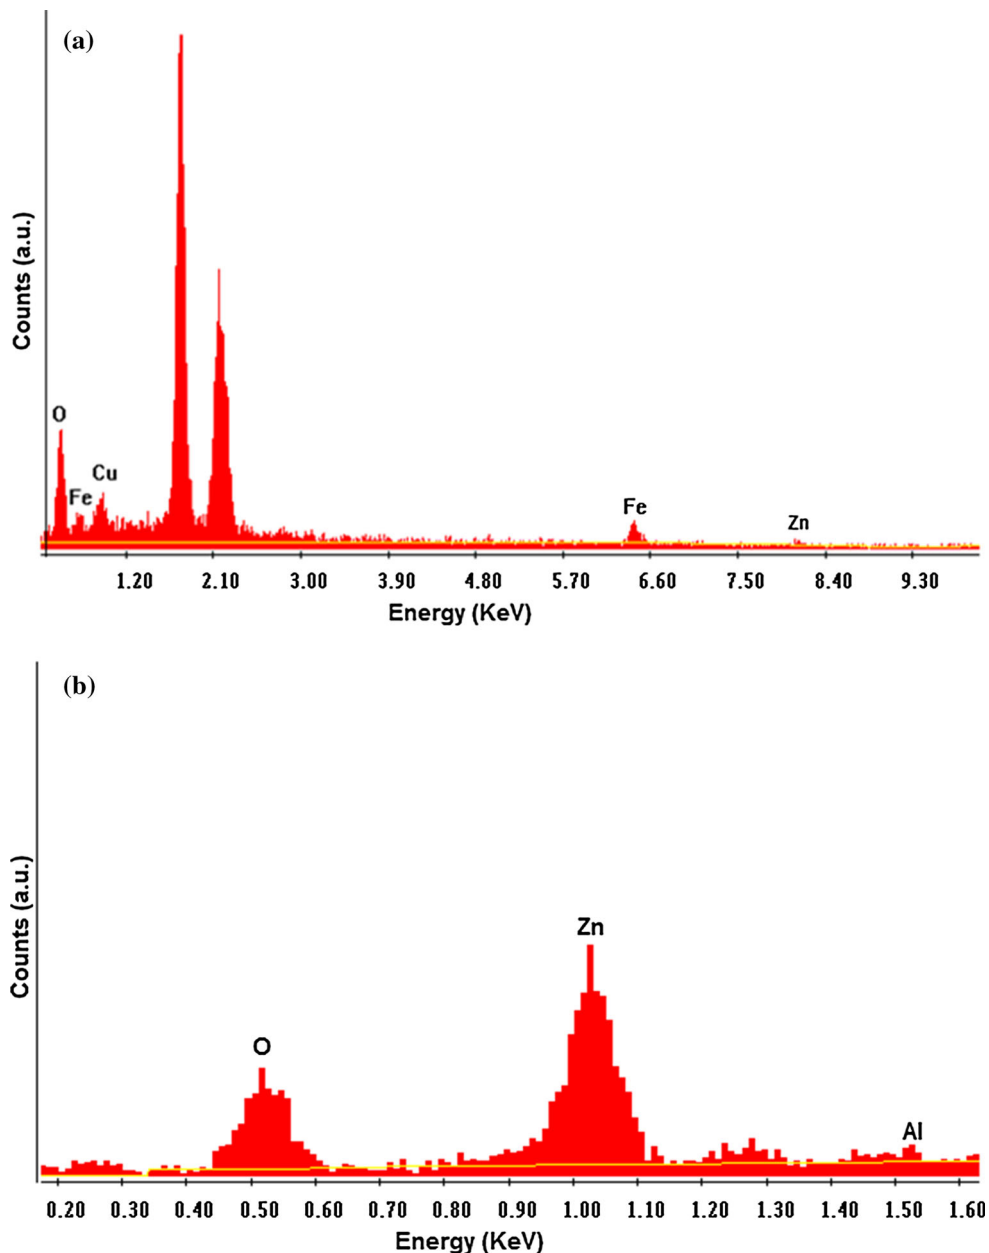 (a)
Counts (a.u.)
O
Fe
Cu
Fe
Zn
1.20 2.10 3.00 3.90 4.80 5.70 6.60 7.50 8.40 9.30
Energy (KeV)
(b)
Counts (a.u.)
O
Zn
Al
0.20 0.30 0.40 0.50 0.60 0.70 0.80 0.90 1.00 1.10 1.20 1.30 1.40 1.50 1.60
Energy (KeV)